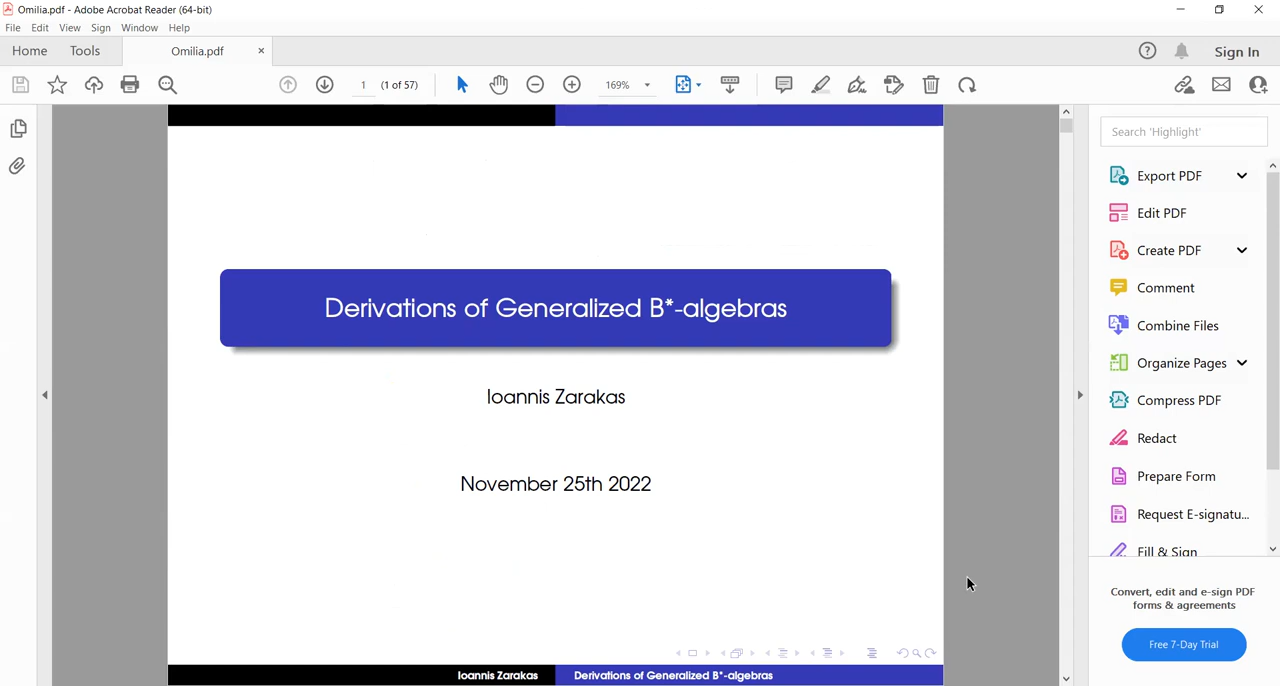 Omilia.pdf - Adobe Acrobat Reader (64-bit)
File Edit View Sign Window Help
Home Tools Omilia.pdf × Sign In
1 (1 of 57) 169%
Search 'Highlight'
Export PDF
Edit PDF
Create PDF
Comment
Combine Files
Organize Pages
Compress PDF
Redact
Prepare Form
Request E-signatu...
Fill & Sign
Convert, edit and e-sign PDF
forms & agreements
Free 7-Day Trial
Derivations of Generalized B*-algebras
Ioannis Zarakas
November 25th 2022
Ioannis Zarakas Derivations of Generalized B*-algebras